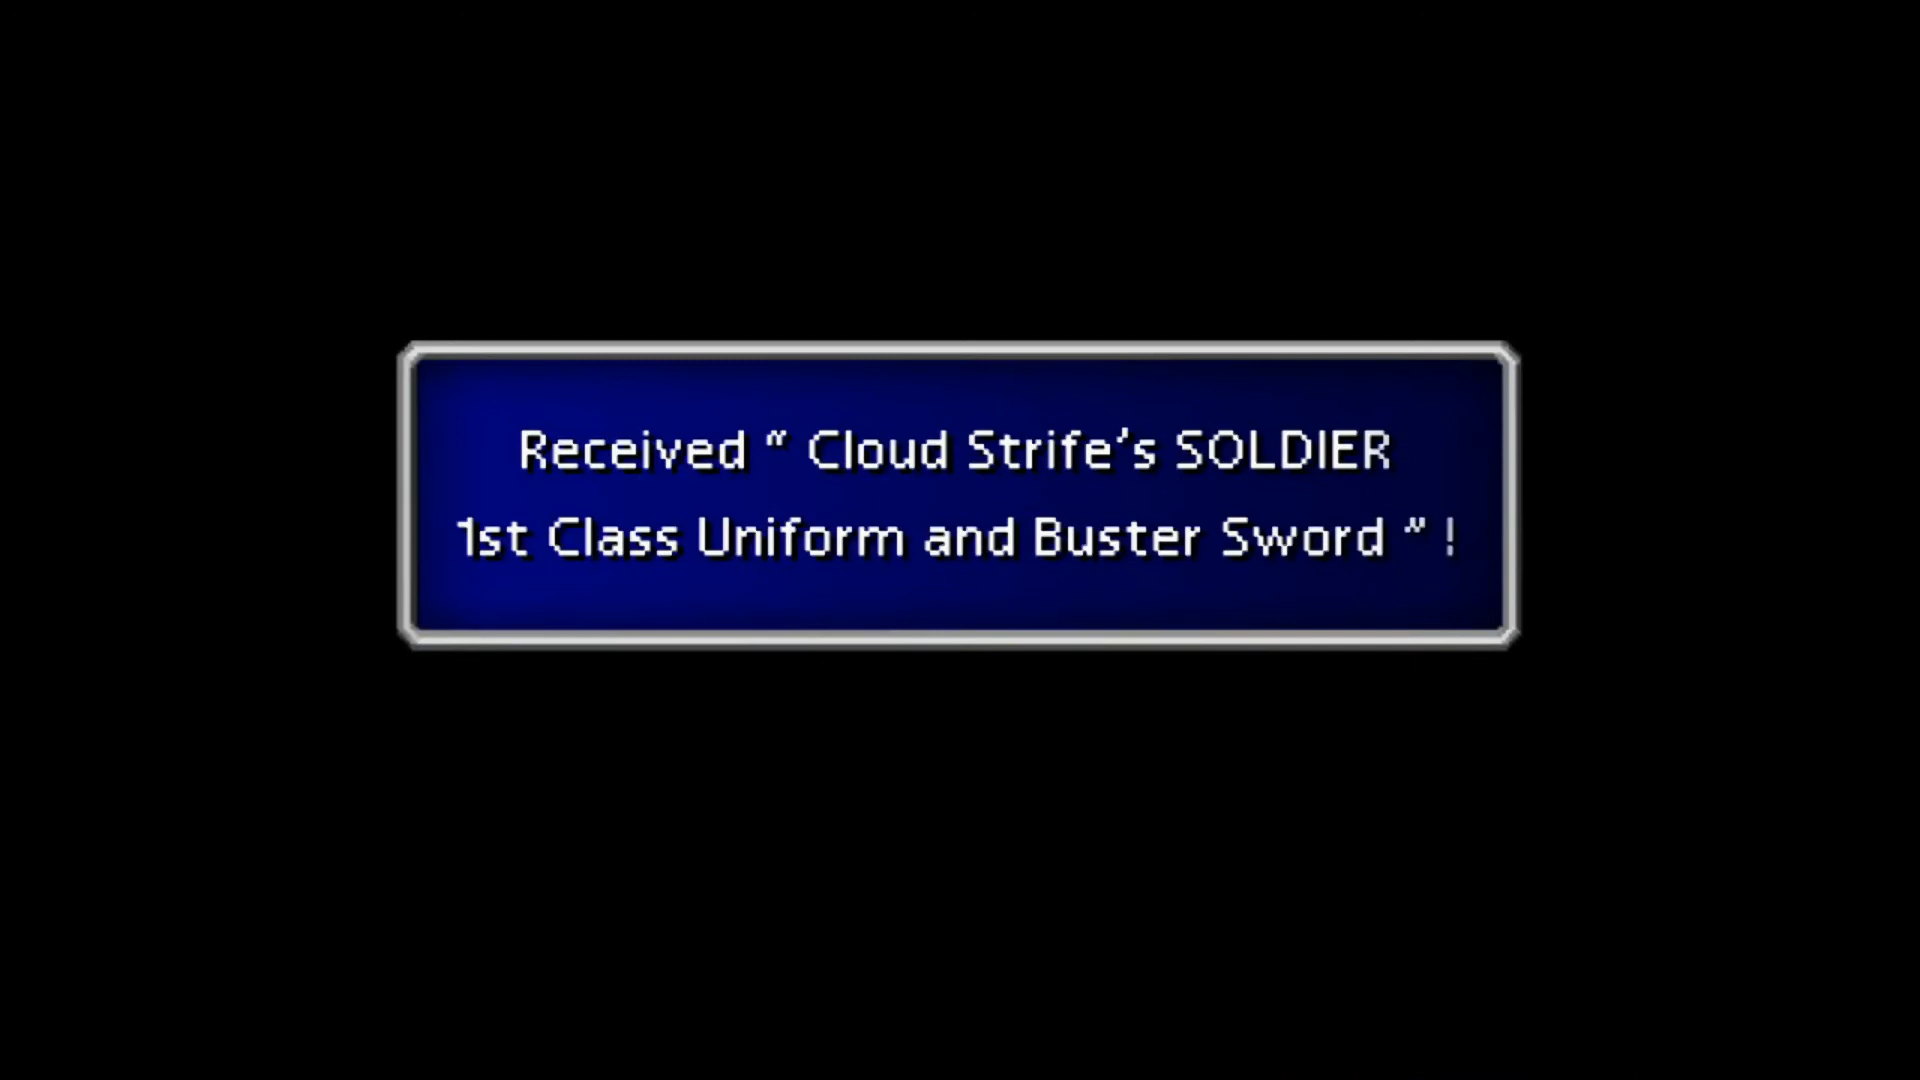 Received “ Cloud Strife’s SOLDIER
1st Class Uniform and Buster Sword ” !